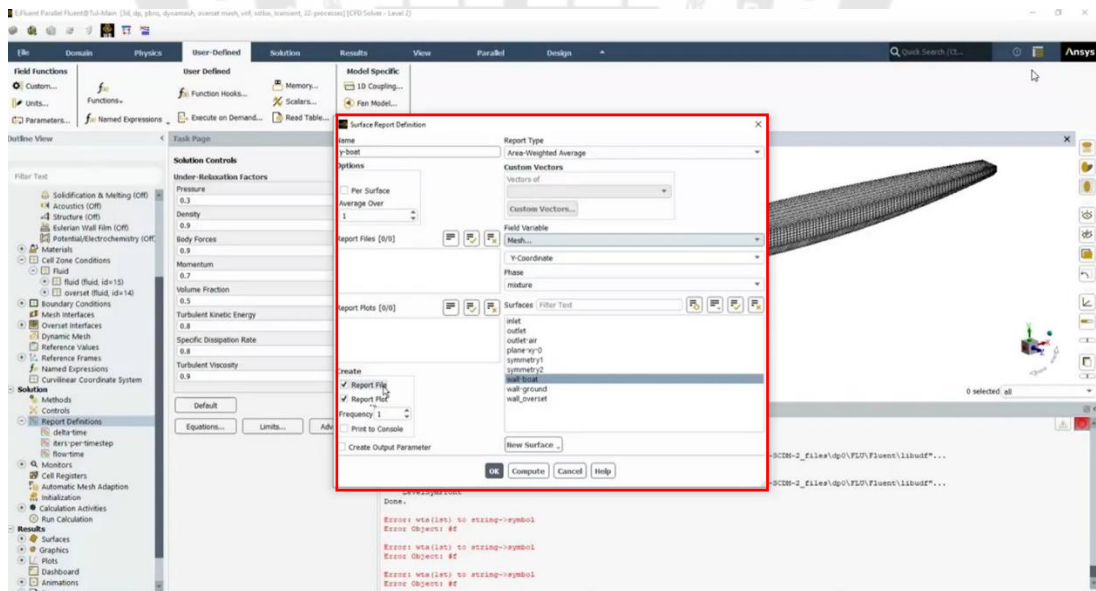 E:Fluent Parallel Fluent@Tul-Main [3d, dp, pbns, dynamesh, overset mesh, vof, sstkw, transient, 22-processes] [CFD Solver - Level 2]
File Domain Physics User-Defined Solution Results View Parallel Design Quick Search (Ct... Ansys
Field Functions
Custom...
Units...
Parameters...
Functions
Named Expressions
User Defined
Function Hooks...
Execute on Demand...
Memory...
Scalars...
Read Table...
Model Specific
1D Coupling...
Fan Model...
Outline View
Filter Text
Solidification & Melting (Off)
Acoustics (Off)
Structure (Off)
Eulerian Wall Film (Off)
Potential/Electrochemistry (Off
Materials
Cell Zone Conditions
Fluid
fluid (fluid, id=15)
overset (fluid, id=14)
Boundary Conditions
Mesh Interfaces
Overset Interfaces
Dynamic Mesh
Reference Values
Reference Frames
Named Expressions
Curvilinear Coordinate System
Solution
Methods
Controls
Report Definitions
delta-time
iters-per-timestep
flow-time
Monitors
Cell Registers
Automatic Mesh Adaption
Initialization
Calculation Activities
Run Calculation
Results
Surfaces
Graphics
Plots
Dashboard
Animations
Task Page
Solution Controls
Under-Relaxation Factors
Pressure
0.3
Density
0.9
Body Forces
0.9
Momentum
0.7
Volume Fraction
0.5
Turbulent Kinetic Energy
0.8
Specific Dissipation Rate
0.8
Turbulent Viscosity
0.9
Default
Equations... Limits... Adv
Surface Report Definition
Name
y-boat
Options
Per Surface
Average Over
1
Report Files [0/0]
Report Plots [0/0]
Create
Report File
Report Plot
Frequency 1
Print to Console
Create Output Parameter
Report Type
Area-Weighted Average
Custom Vectors
Vectors of
Custom Vectors...
Field Variable
Mesh...
Y-Coordinate
Phase
mixture
Surfaces Filter Text
inlet
outlet
outlet-air
plane-xy-0
symmetry1
symmetry2
wall-boat
wall-ground
wall_overset
New Surface
OK Compute Cancel Help
0 selected all
-SCDM-2_files\dp0\FLU\Fluent\libudf"...
-SCDM-2_files\dp0\FLU\Fluent\libudf"...
Done.
Error: wta(1st) to string->symbol
Error Object: #f
Error: wta(1st) to string->symbol
Error Object: #f
Error: wta(1st) to string->symbol
Error Object: #f